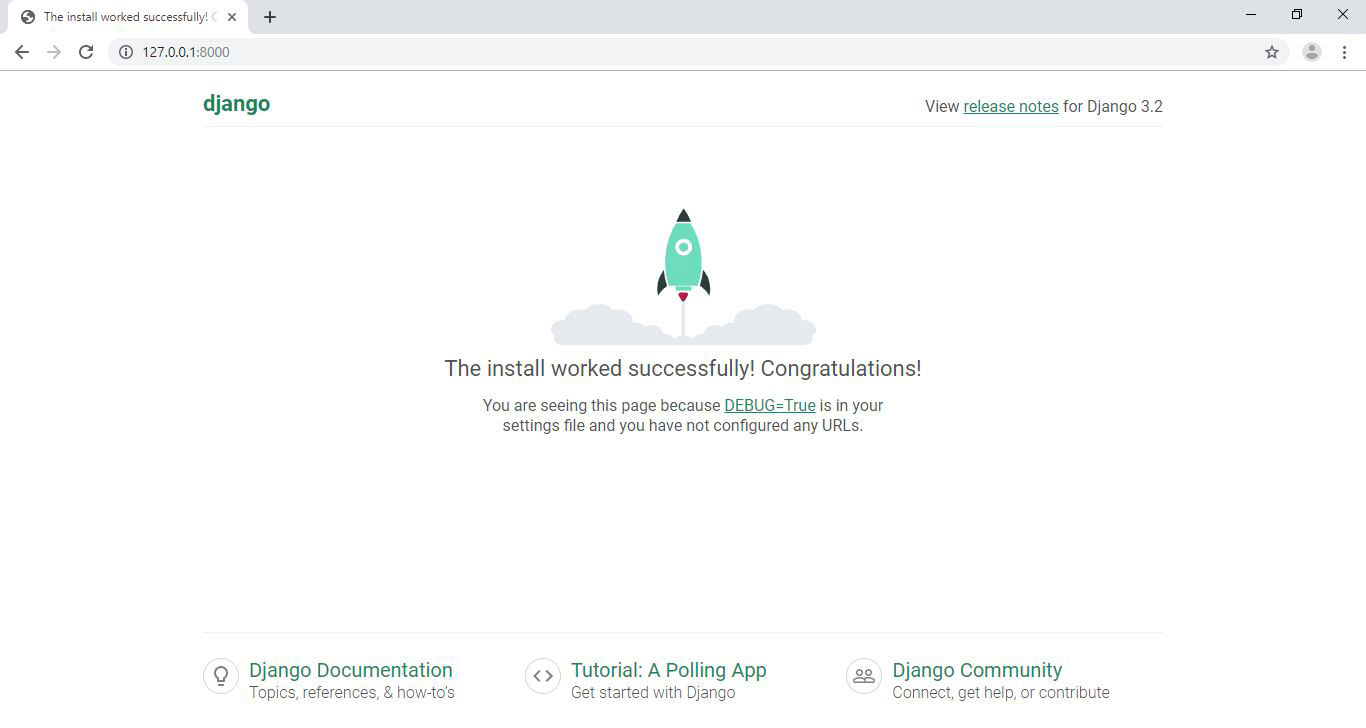 The install worked successfully! C
127.0.0.1:8000
django
View release notes for Django 3.2
The install worked successfully! Congratulations!
You are seeing this page because DEBUG=True is in your
settings file and you have not configured any URLs.
Django Documentation
Topics, references, & how-to's
Tutorial: A Polling App
Get started with Django
Django Community
Connect, get help, or contribute